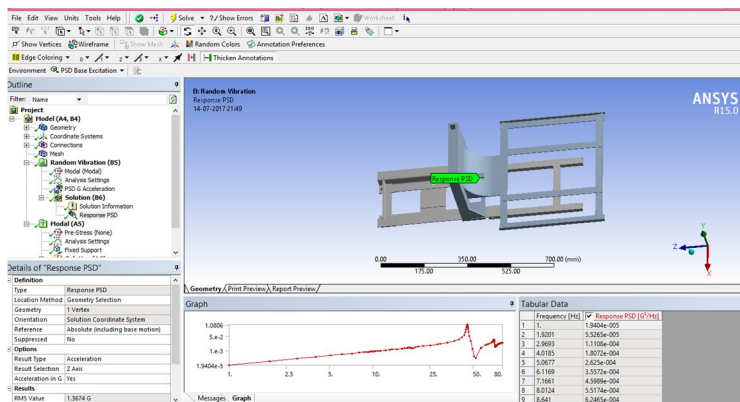 File Edit View Units Tools Help Solve ?/ Show Errors Worksheet
Show Vertices Wireframe Show Mesh Random Colors Annotation Preferences
Edge Coloring Thicken Annotations
Environment PSD Base Excitation
Outline
Filter: Name
Project
Model (A4, B4)
Geometry
Coordinate Systems
Connections
Mesh
Random Vibration (B5)
Modal (Modal)
Analysis Settings
PSD G Acceleration
Solution (B6)
Solution Information
Response PSD
Modal (A5)
Pre-Stress (None)
Analysis Settings
Fixed Support
B: Random Vibration
Response PSD
14-07-2017 21:49
ANSYS
R15.0
Response PSD
0.00 350.00 700.00 (mm)
175.00 525.00
Y
Z
X
Geometry Print Preview Report Preview
Details of "Response PSD"
Definition
Type Response PSD
Location Method Geometry Selection
Geometry 1 Vertex
Orientation Solution Coordinate System
Reference Absolute (including base motion)
Suppressed No
Options
Result Type Acceleration
Result Selection Z Axis
Acceleration in G Yes
Results
RMS Value 1.3674 G
Graph
1.0806
5.e-2
1.e-3
1.9404e-5
1. 2.5 5. 10. 25. 50. 80.
Messages Graph
Tabular Data
Frequency [Hz] Response PSD [G²/Hz]
1 1. 1.9404e-005
2 1.9201 5.5265e-005
3 2.9693 1.1108e-004
4 4.0185 1.8072e-004
5 5.0677 2.625e-004
6 6.1169 3.5572e-004
7 7.1661 4.5989e-004
8 8.0124 5.5174e-004
9 8.641 6.2465e-004